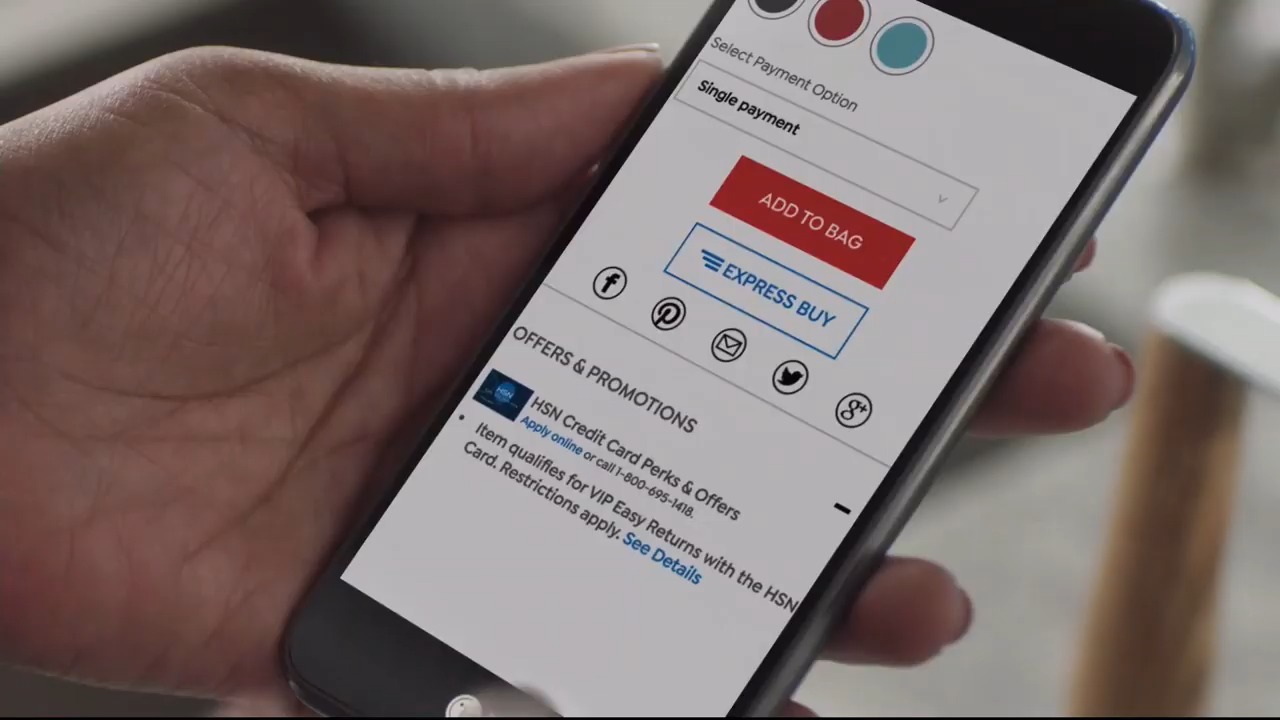 Select Payment Option
Single payment
ADD TO BAG
EXPRESS BUY
OFFERS & PROMOTIONS
HSN
HSN Credit Card Perks & Offers
Apply online or call 1-800-695-1418.
Item qualifies for VIP Easy Returns with the HSN
Card. Restrictions apply. See Details